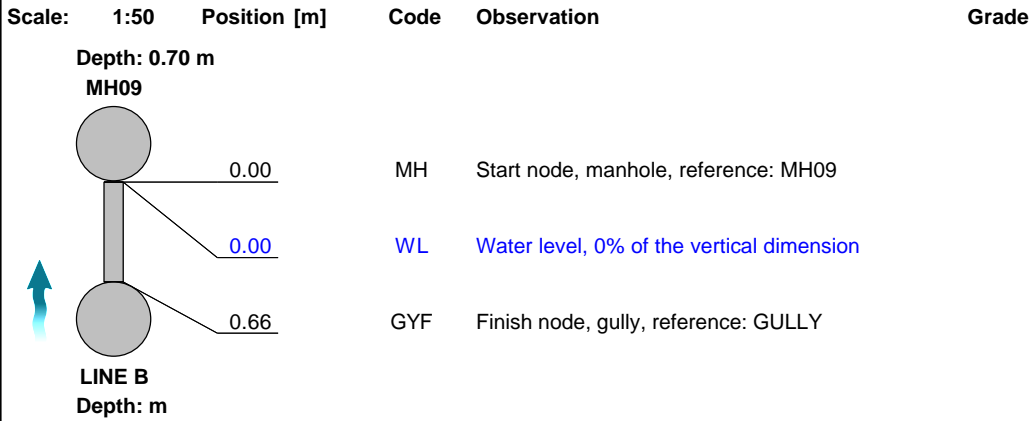 Scale: 1:50 Position [m] Code Observation Grade
Depth: 0.70 m
MH09
0.00 MH Start node, manhole, reference: MH09
0.00 WL Water level, 0% of the vertical dimension
0.66 GYF Finish node, gully, reference: GULLY
LINE B
Depth: m